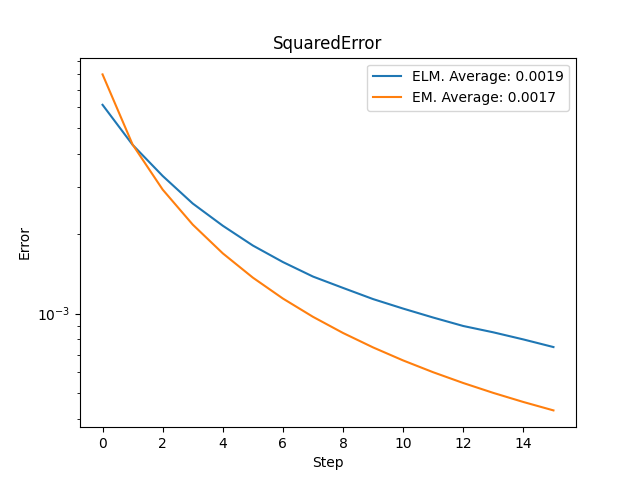 SquaredError
ELM. Average: 0.0019
EM. Average: 0.0017
Error
10⁻³
0 2 4 6 8 10 12 14
Step